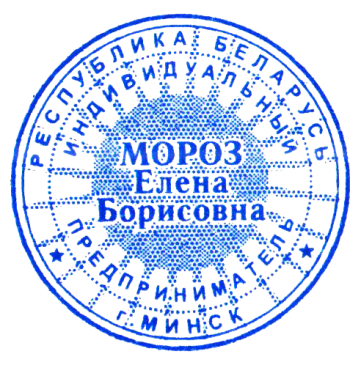 РЕСПУБЛИКА БЕЛАРУСЬ
ИНДИВИДУАЛЬНЫЙ
МОРОЗ
Елена
Борисовна
ПРЕДПРИНИМАТЕЛЬ
г. МИНСК